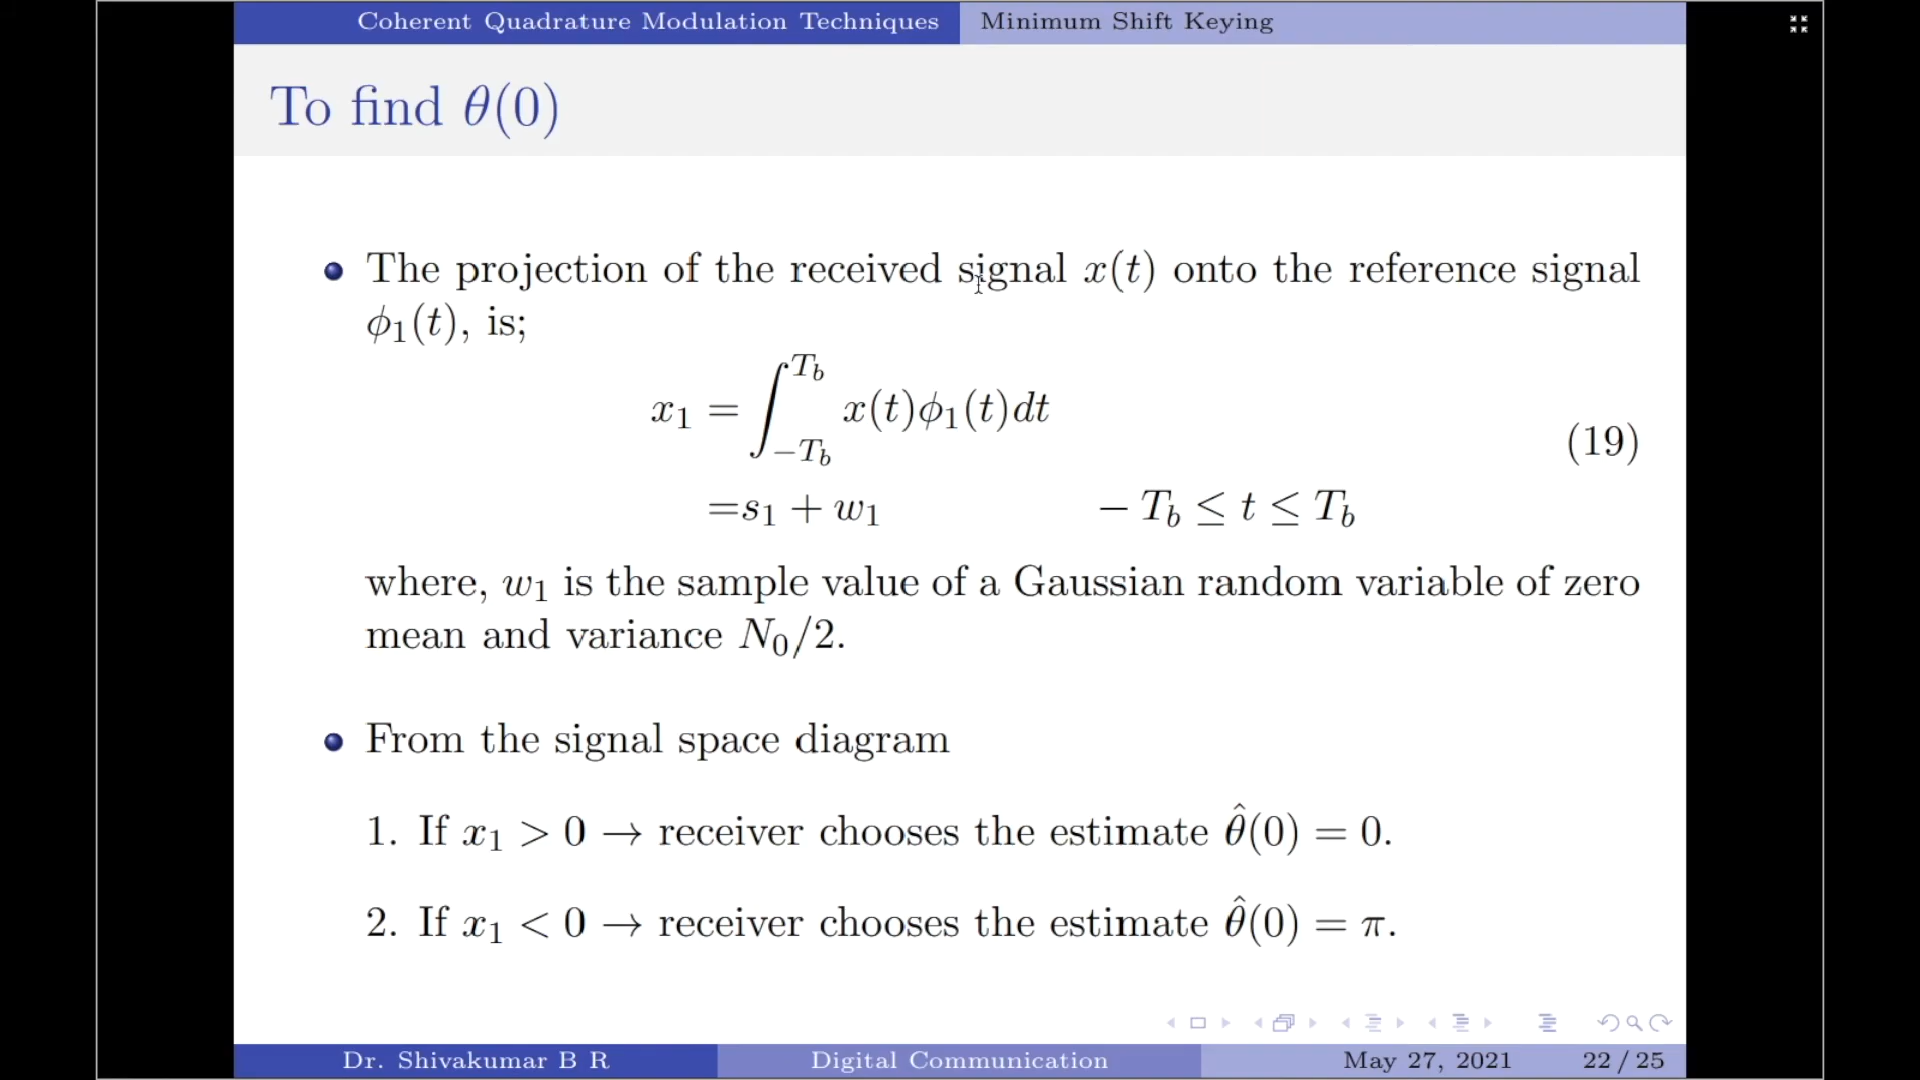 Coherent Quadrature Modulation Techniques Minimum Shift Keying
To find θ(0)
The projection of the received signal x(t) onto the reference signal
ϕ₁(t), is;
x₁ = ∫_{−T_b}^{T_b} x(t)ϕ₁(t)dt
(19)
=s₁ + w₁ − T_b ≤ t ≤ T_b
where, w₁ is the sample value of a Gaussian random variable of zero
mean and variance N₀/2.
From the signal space diagram
1. If x₁ > 0 → receiver chooses the estimate θ̂(0) = 0.
2. If x₁ < 0 → receiver chooses the estimate θ̂(0) = π.
Dr. Shivakumar B R Digital Communication May 27, 2021 22 / 25